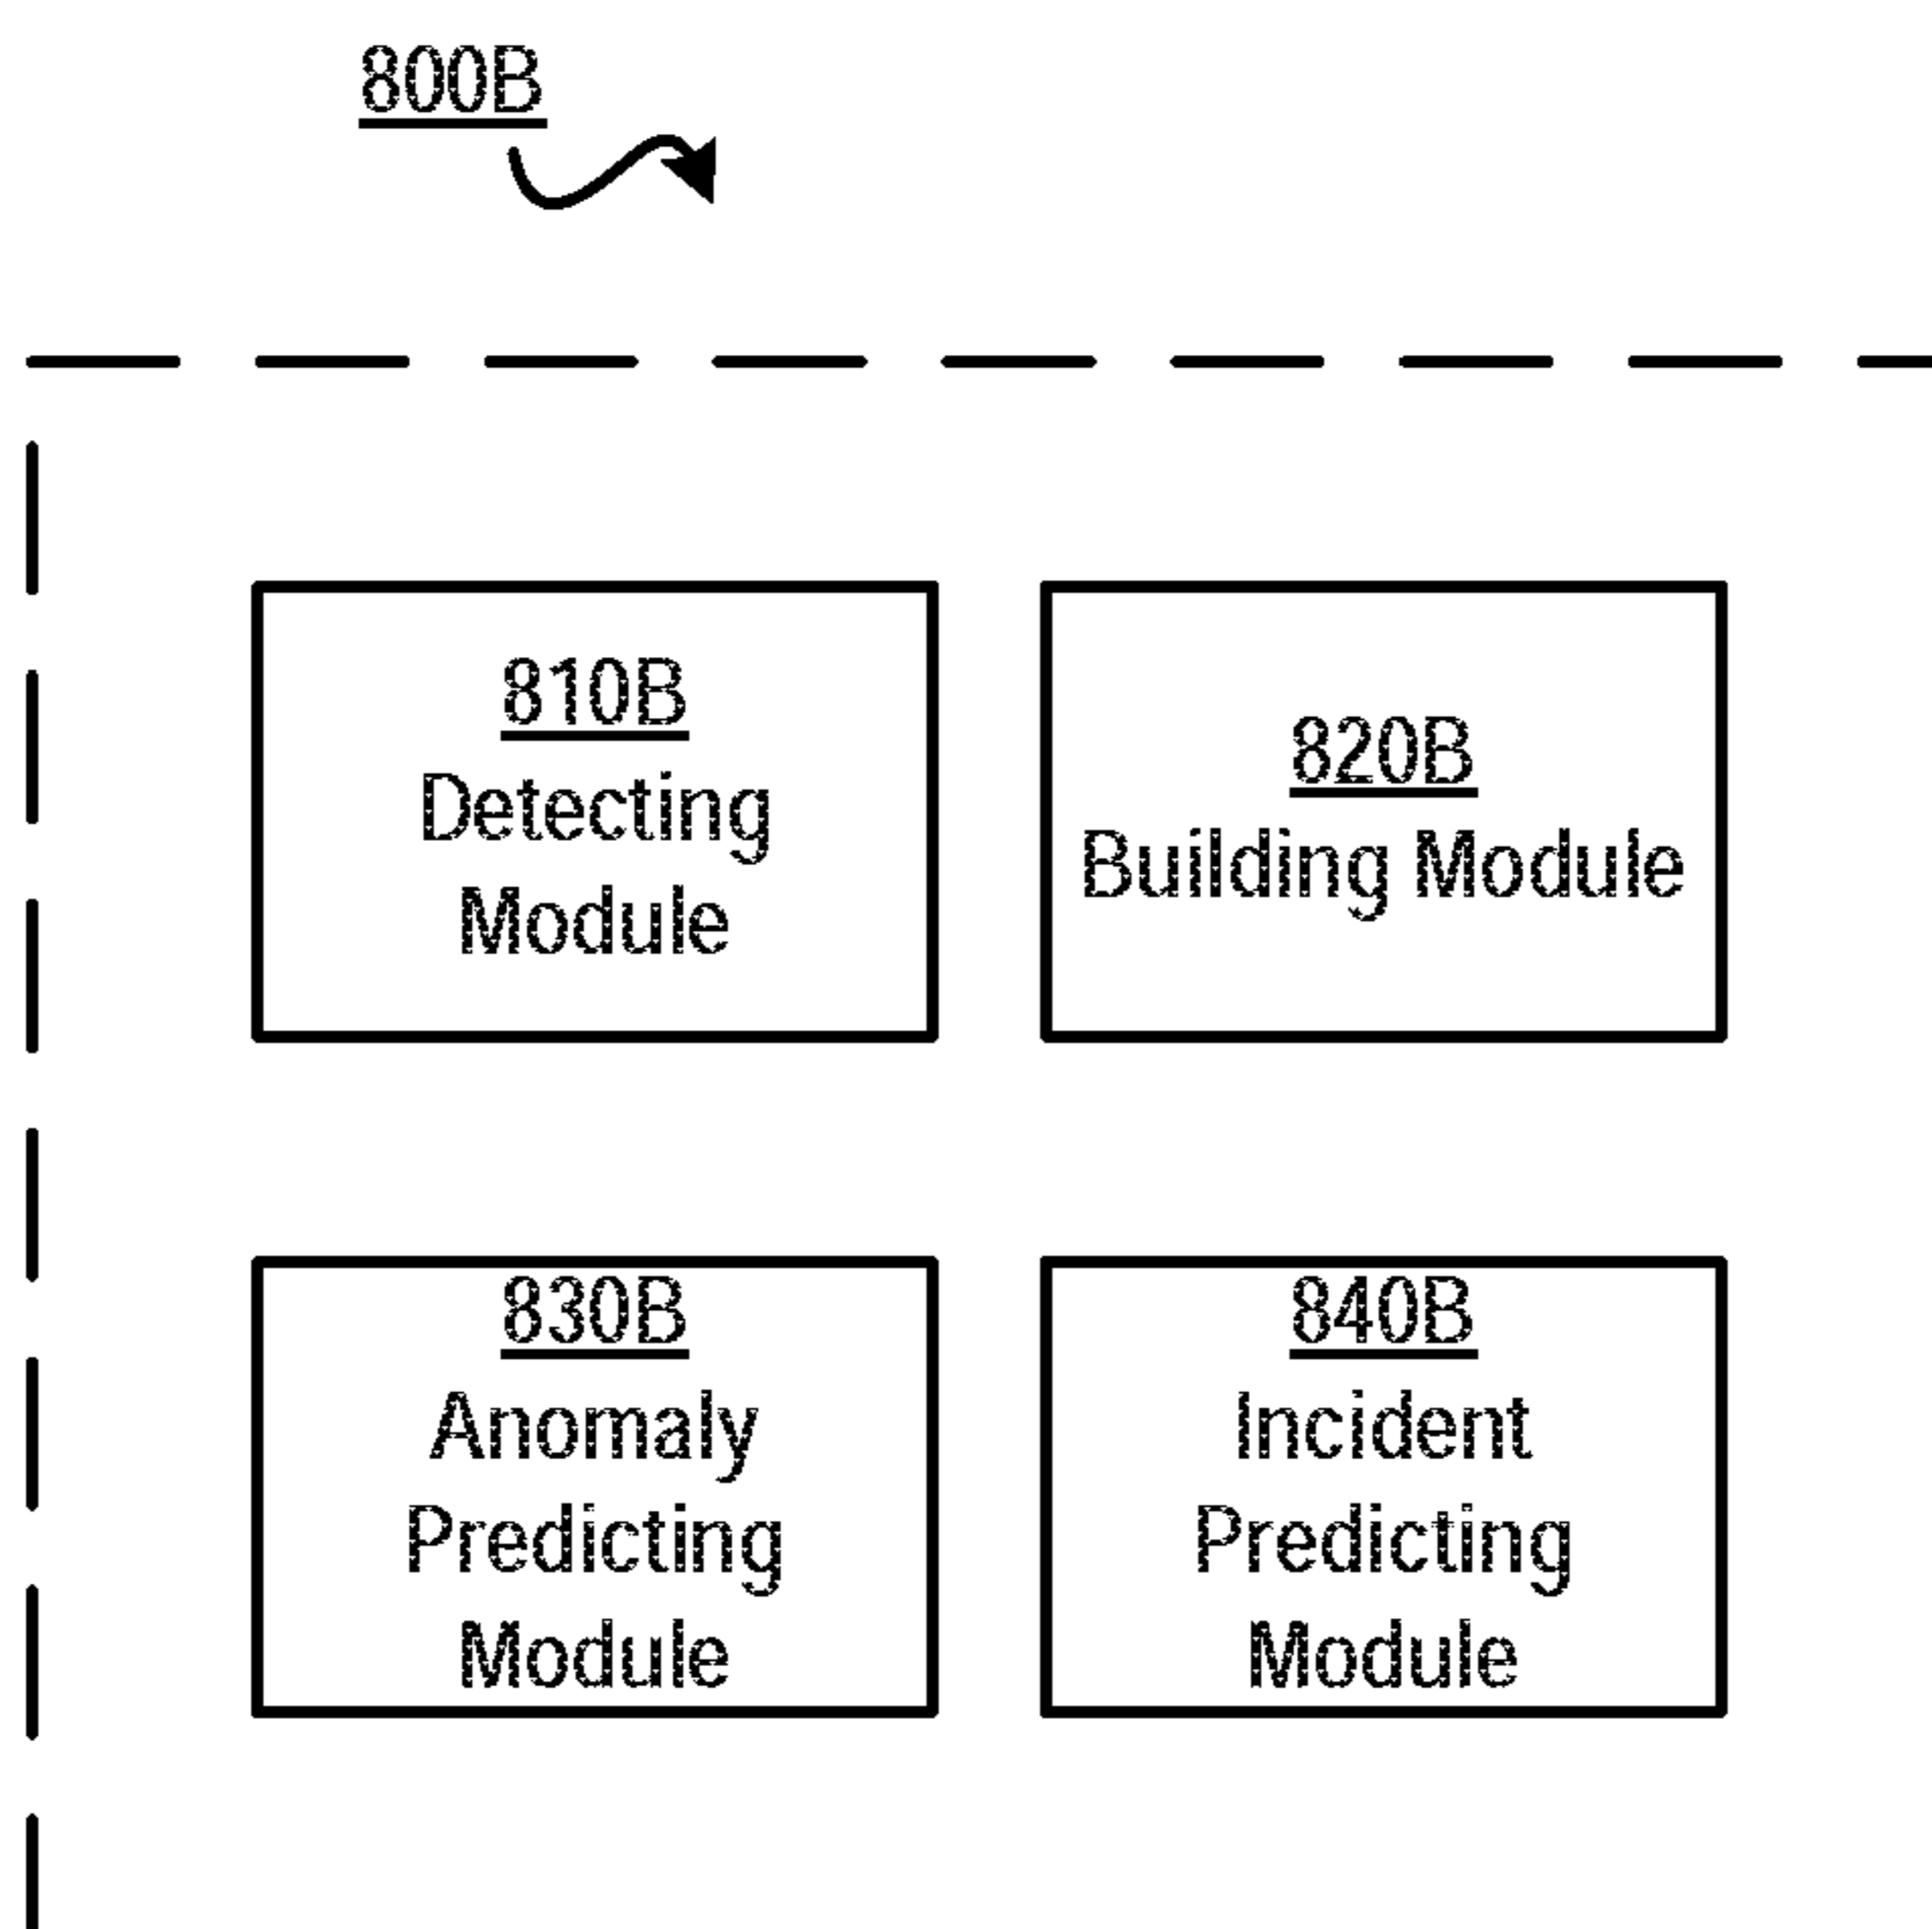 800B
810B
Detecting
Module
820B
Building Module
830B
Anomaly
Predicting
Module
840B
Incident
Predicting
Module